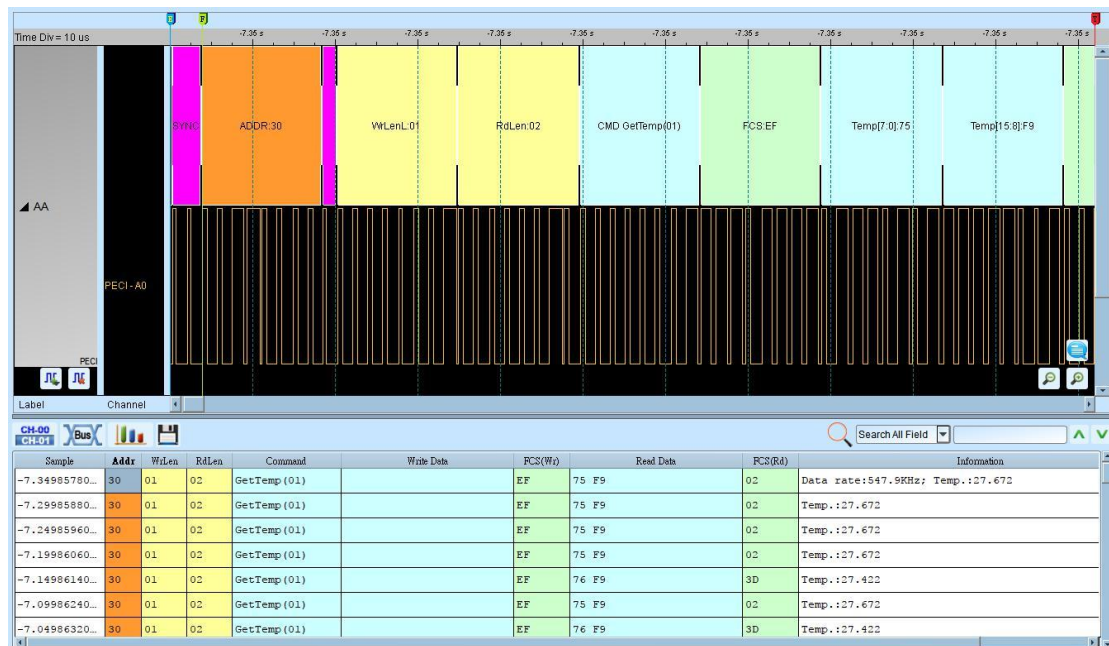 E F T
Time Div = 10 us -7.35 s -7.35 s -7.35 s -7.35 s -7.35 s -7.35 s -7.35 s -7.35 s -7.35 s -7.35 s -7.35 s
SYNC ADDR:30 WrLenL:01 RdLen:02 CMD GetTemp(01) FCS:EF Temp[7:0]:75 Temp[15:8]:F9
AA
PECI - A0
PECI
Label Channel
CH-00
CH-01 Bus Search All Field
Sample Addr WrLen RdLen Command Write Data FCS(Wr) Read Data FCS(Rd) Information
-7.34985780... 30 01 02 GetTemp(01) EF 75 F9 02 Data rate:547.9KHz; Temp.:27.672
-7.29985880... 30 01 02 GetTemp(01) EF 75 F9 02 Temp.:27.672
-7.24985960... 30 01 02 GetTemp(01) EF 75 F9 02 Temp.:27.672
-7.19986060... 30 01 02 GetTemp(01) EF 75 F9 02 Temp.:27.672
-7.14986140... 30 01 02 GetTemp(01) EF 76 F9 3D Temp.:27.422
-7.09986240... 30 01 02 GetTemp(01) EF 75 F9 02 Temp.:27.672
-7.04986320... 30 01 02 GetTemp(01) EF 76 F9 3D Temp.:27.422